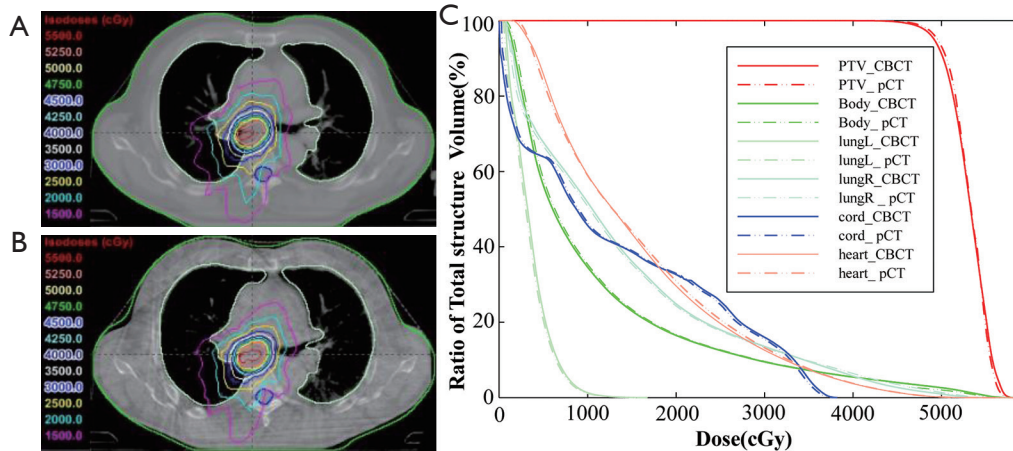 A
Isodoses (cGy)
5500.0
5250.0
5000.0
4750.0
4500.0
4250.0
4000.0
3500.0
3000.0
2500.0
2000.0
1500.0
B
Isodoses (cGy)
5500.0
5250.0
5000.0
4750.0
4500.0
4250.0
4000.0
3500.0
3000.0
2500.0
2000.0
1500.0
C
Ratio of Total structure Volume(%)
100
80
60
40
20
0
0 1000 2000 3000 4000 5000
Dose(cGy)
PTV_CBCT
PTV_ pCT
Body_CBCT
Body_ pCT
lungL_CBCT
lungL_ pCT
lungR_CBCT
lungR_ pCT
cord_CBCT
cord_ pCT
heart_CBCT
heart_ pCT